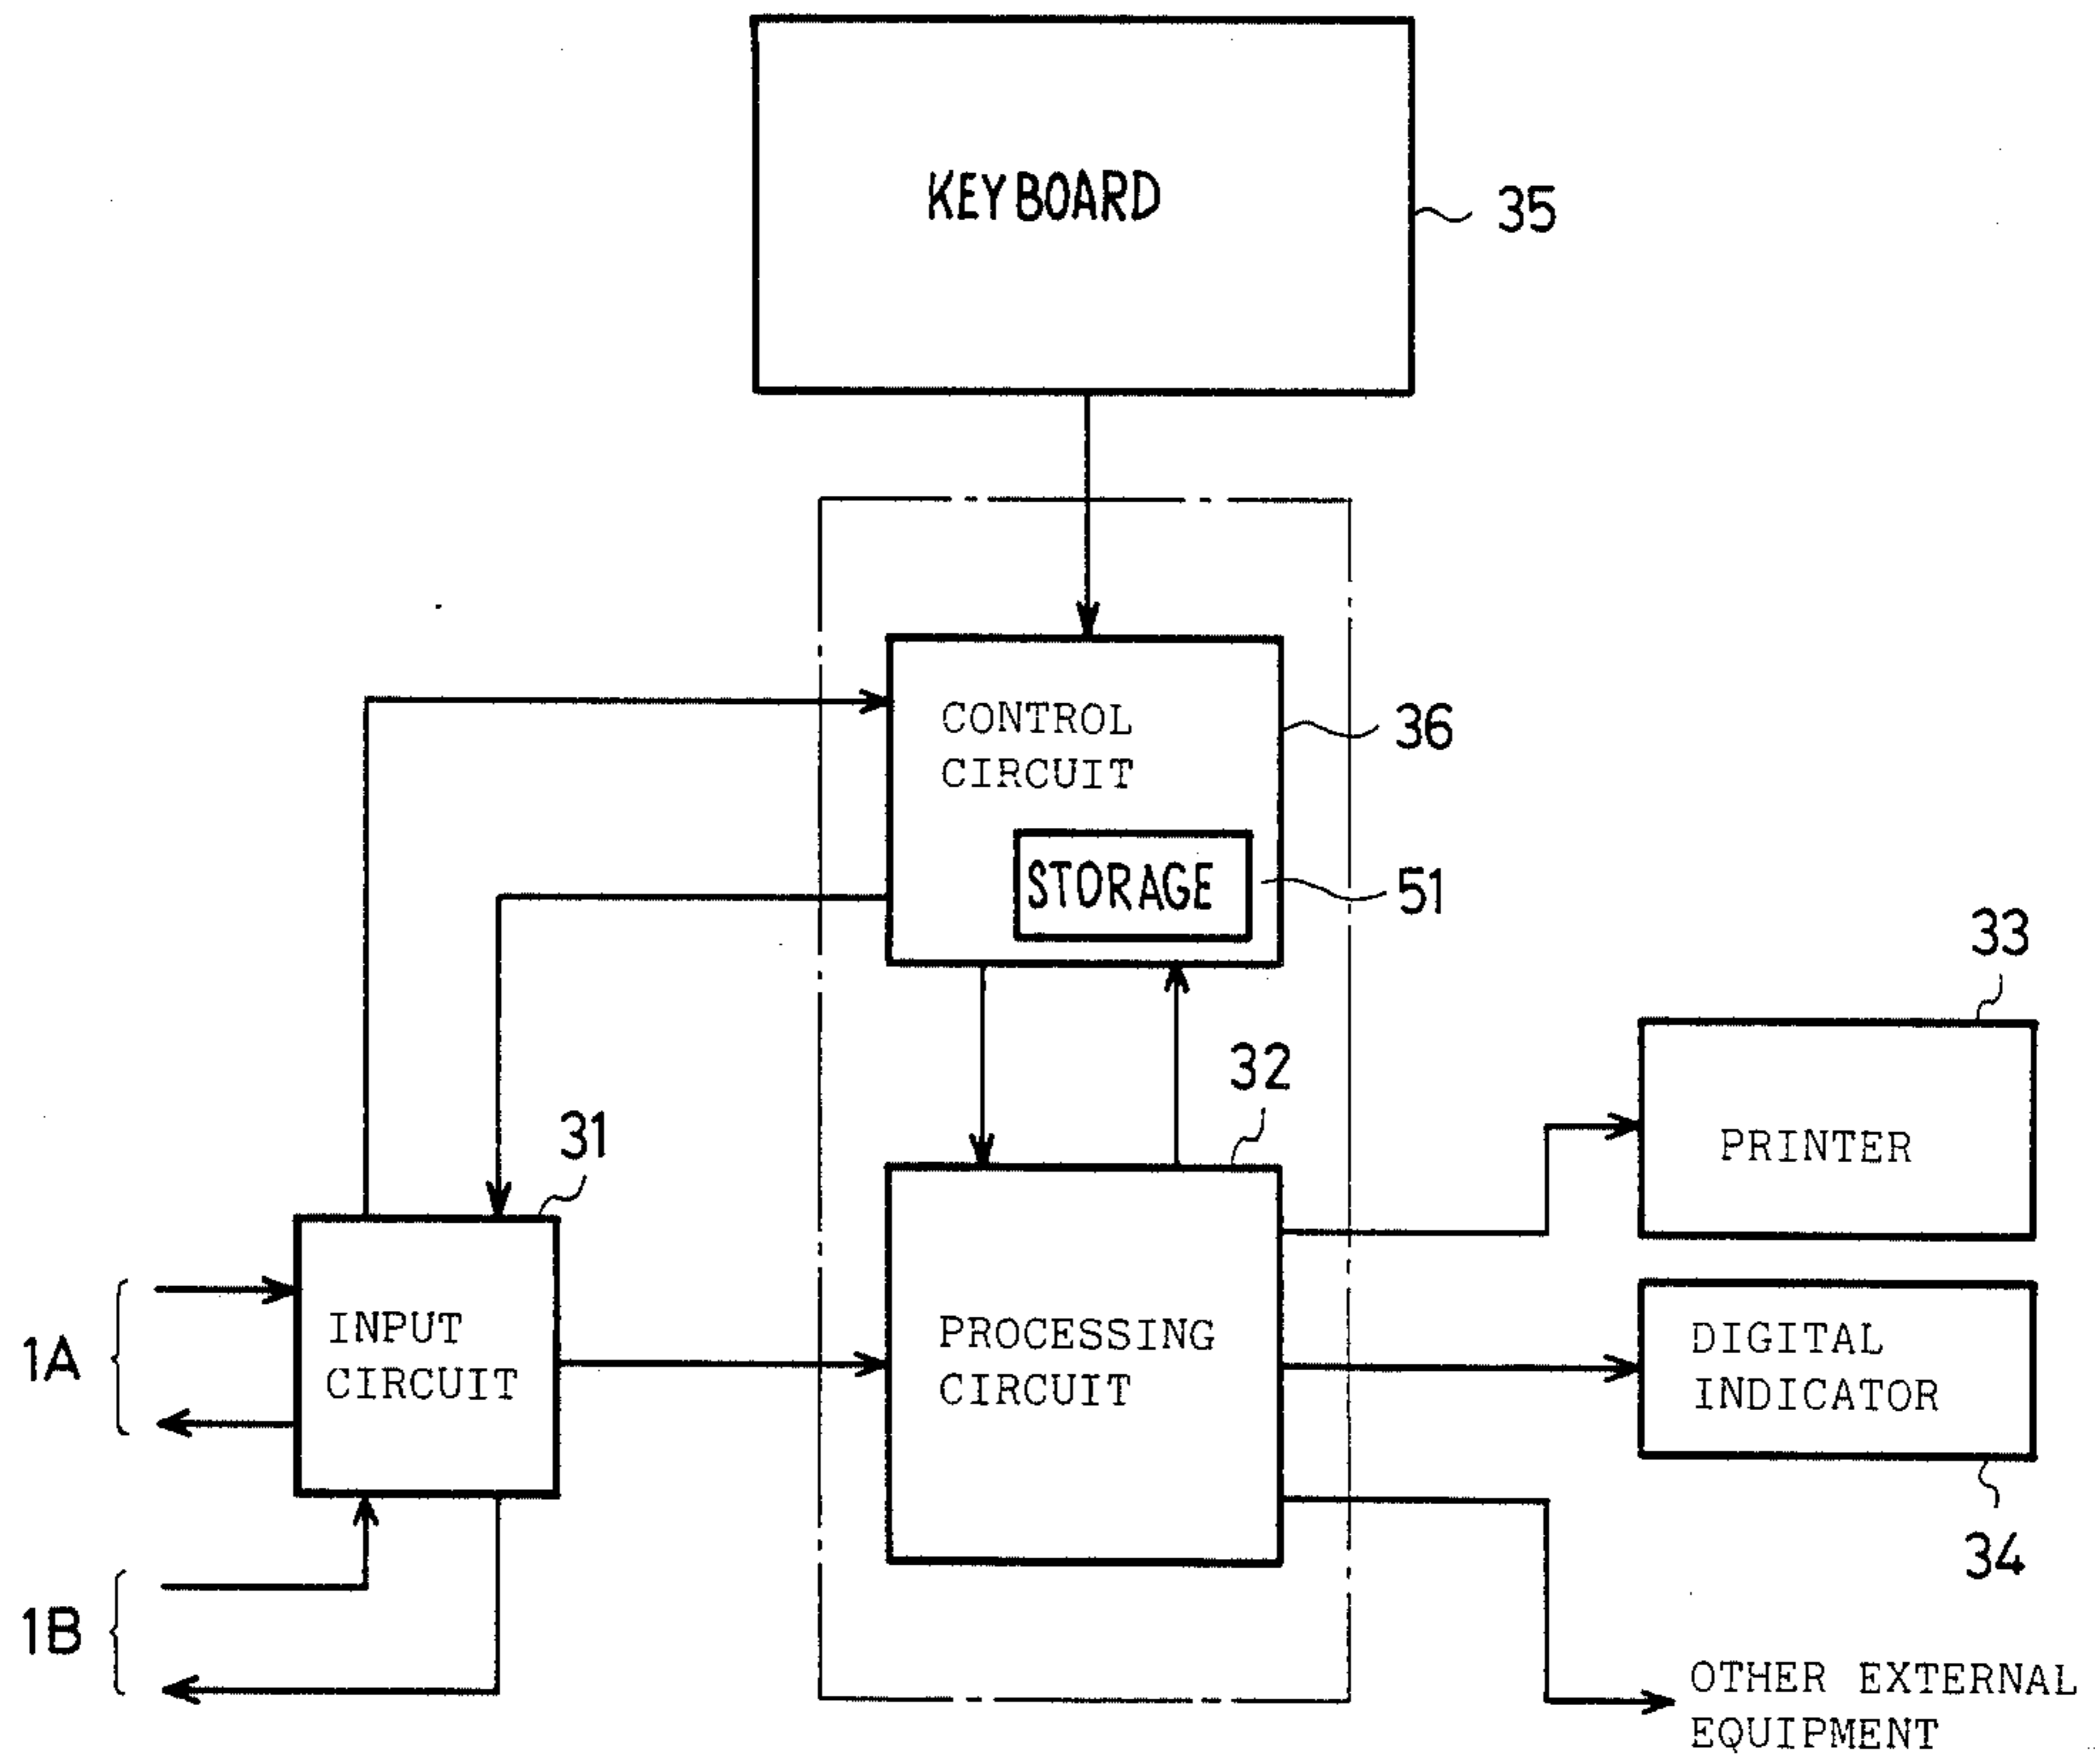 KEYBOARD
35
CONTROL
CIRCUIT
36
STORAGE
51
33
32
31
PRINTER
INPUT
CIRCUIT
1A
PROCESSING
CIRCUIT
DIGITAL
INDICATOR
34
1B
OTHER EXTERNAL
EQUIPMENT